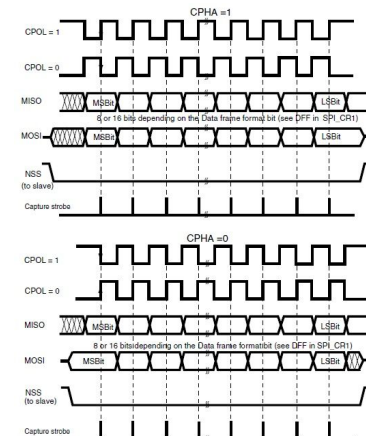 CPHA =1
CPOL = 1
CPOL = 0
MISO MSBit LSBit
8 or 16 bits depending on the Data frame format bit (see DFF in SPI_CR1)
MOSI MSBit LSBit
NSS
(to slave)
Capture strobe
CPHA =0
CPOL = 1
CPOL = 0
MISO MSBit LSBit
8 or 16 bitsidepending on the Data frame formatbit (see DFF in SPI_CR1)
MOSI MSBit LSBit
NSS
(to slave)
Capture strobe